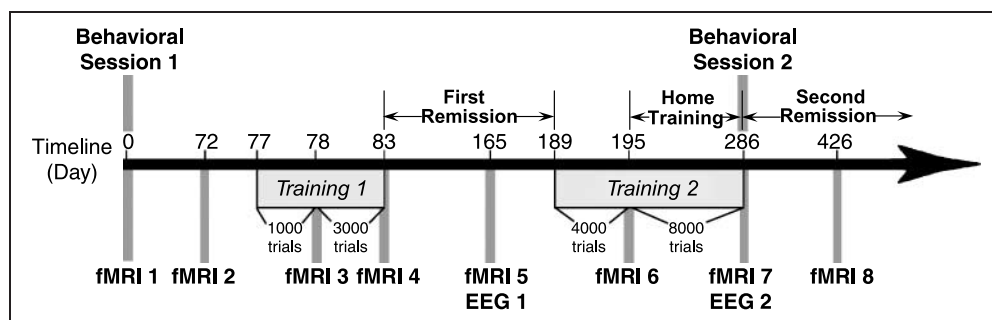 Behavioral
Session 1
Behavioral
Session 2
First
Remission
Home
Training
Second
Remission
Timeline
(Day)
0 72 77 78 83 165 189 195 286 426
Training 1
Training 2
1000
trials
3000
trials
4000
trials
8000
trials
fMRI 1 fMRI 2 fMRI 3 fMRI 4 fMRI 5 fMRI 6 fMRI 7 fMRI 8
EEG 1 EEG 2